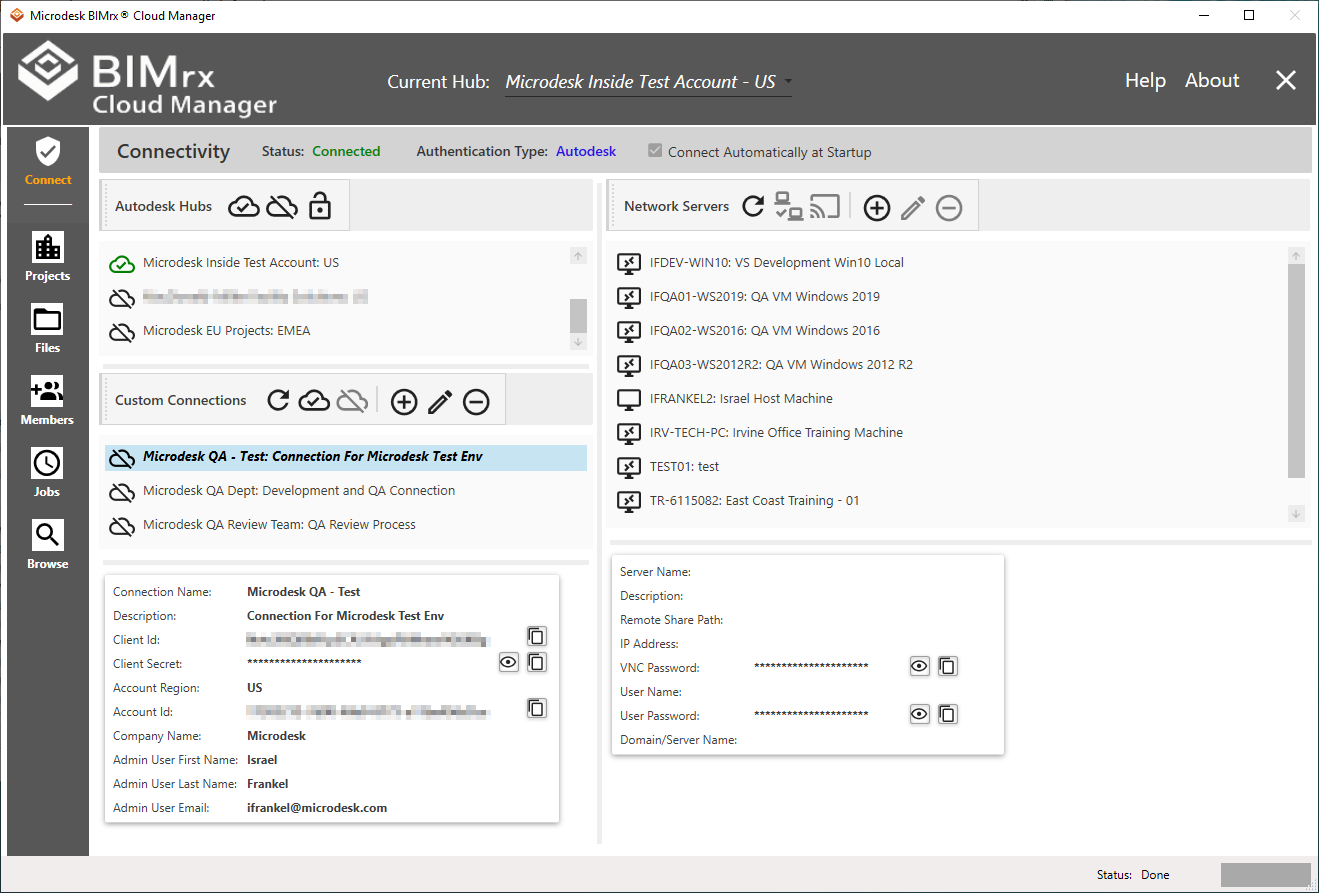 Microdesk BIMrx® Cloud Manager
BIMrx
Cloud Manager
Current Hub: Microdesk Inside Test Account - US
Help About
Connect
Projects
Files
Members
Jobs
Browse
Connectivity Status: Connected Authentication Type: Autodesk Connect Automatically at Startup
Autodesk Hubs
Microdesk Inside Test Account: US
Microdesk EU Projects: EMEA
Custom Connections
Microdesk QA - Test: Connection For Microdesk Test Env
Microdesk QA Dept: Development and QA Connection
Microdesk QA Review Team: QA Review Process
Connection Name: Microdesk QA - Test
Description: Connection For Microdesk Test Env
Client Id:
Client Secret: *********************
Account Region: US
Account Id:
Company Name: Microdesk
Admin User First Name: Israel
Admin User Last Name: Frankel
Admin User Email: ifrankel@microdesk.com
Network Servers
IFDEV-WIN10: VS Development Win10 Local
IFQA01-WS2019: QA VM Windows 2019
IFQA02-WS2016: QA VM Windows 2016
IFQA03-WS2012R2: QA VM Windows 2012 R2
IFRANKEL2: Israel Host Machine
IRV-TECH-PC: Irvine Office Training Machine
TEST01: test
TR-6115082: East Coast Training - 01
Server Name:
Description:
Remote Share Path:
IP Address:
VNC Password: *********************
User Name:
User Password: *********************
Domain/Server Name:
Status: Done